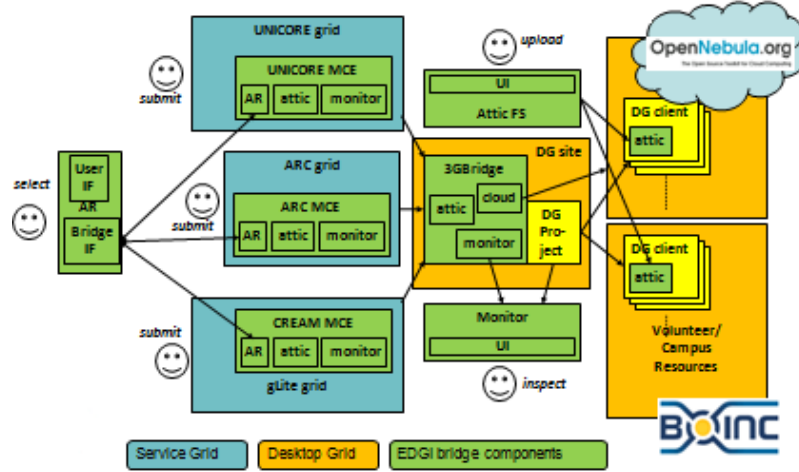 UNICORE grid
UNICORE MCE
AR attic monitor
submit
upload
UI
Attic FS
OpenNebula.org
The Open Source Toolkit for Cloud Computing
DG client
attic
select
User
IF
AR
Bridge
IF
ARC grid
ARC MCE
AR attic monitor
submit
DG site
3GBridge
cloud
attic
monitor
DG
Pro-
ject
DG client
attic
Volunteer/
Campus
Resources
submit
CREAM MCE
AR attic monitor
gLite grid
Monitor
UI
inspect
BOINC
Service Grid
Desktop Grid
EDGI bridge components